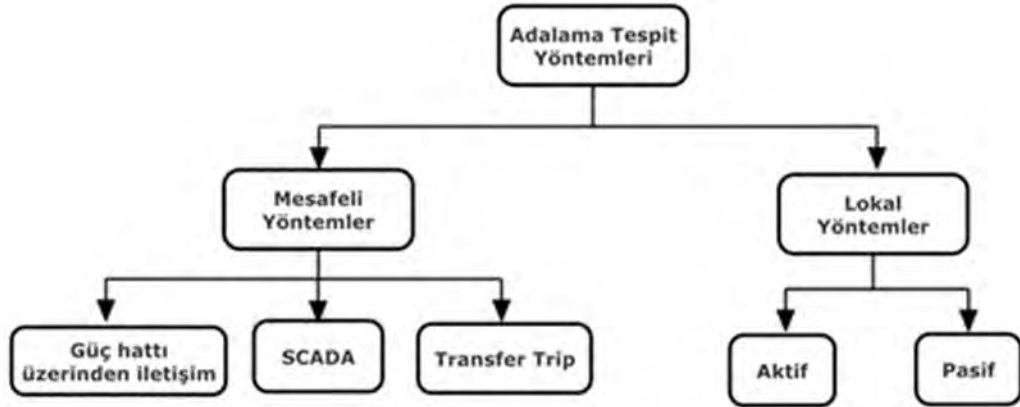 Adalama Tespit
Yöntemleri
Mesafeli
Yöntemler
Lokal
Yöntemler
Güç hattı
üzerinden iletişim
SCADA
Transfer Trip
Aktif
Pasif